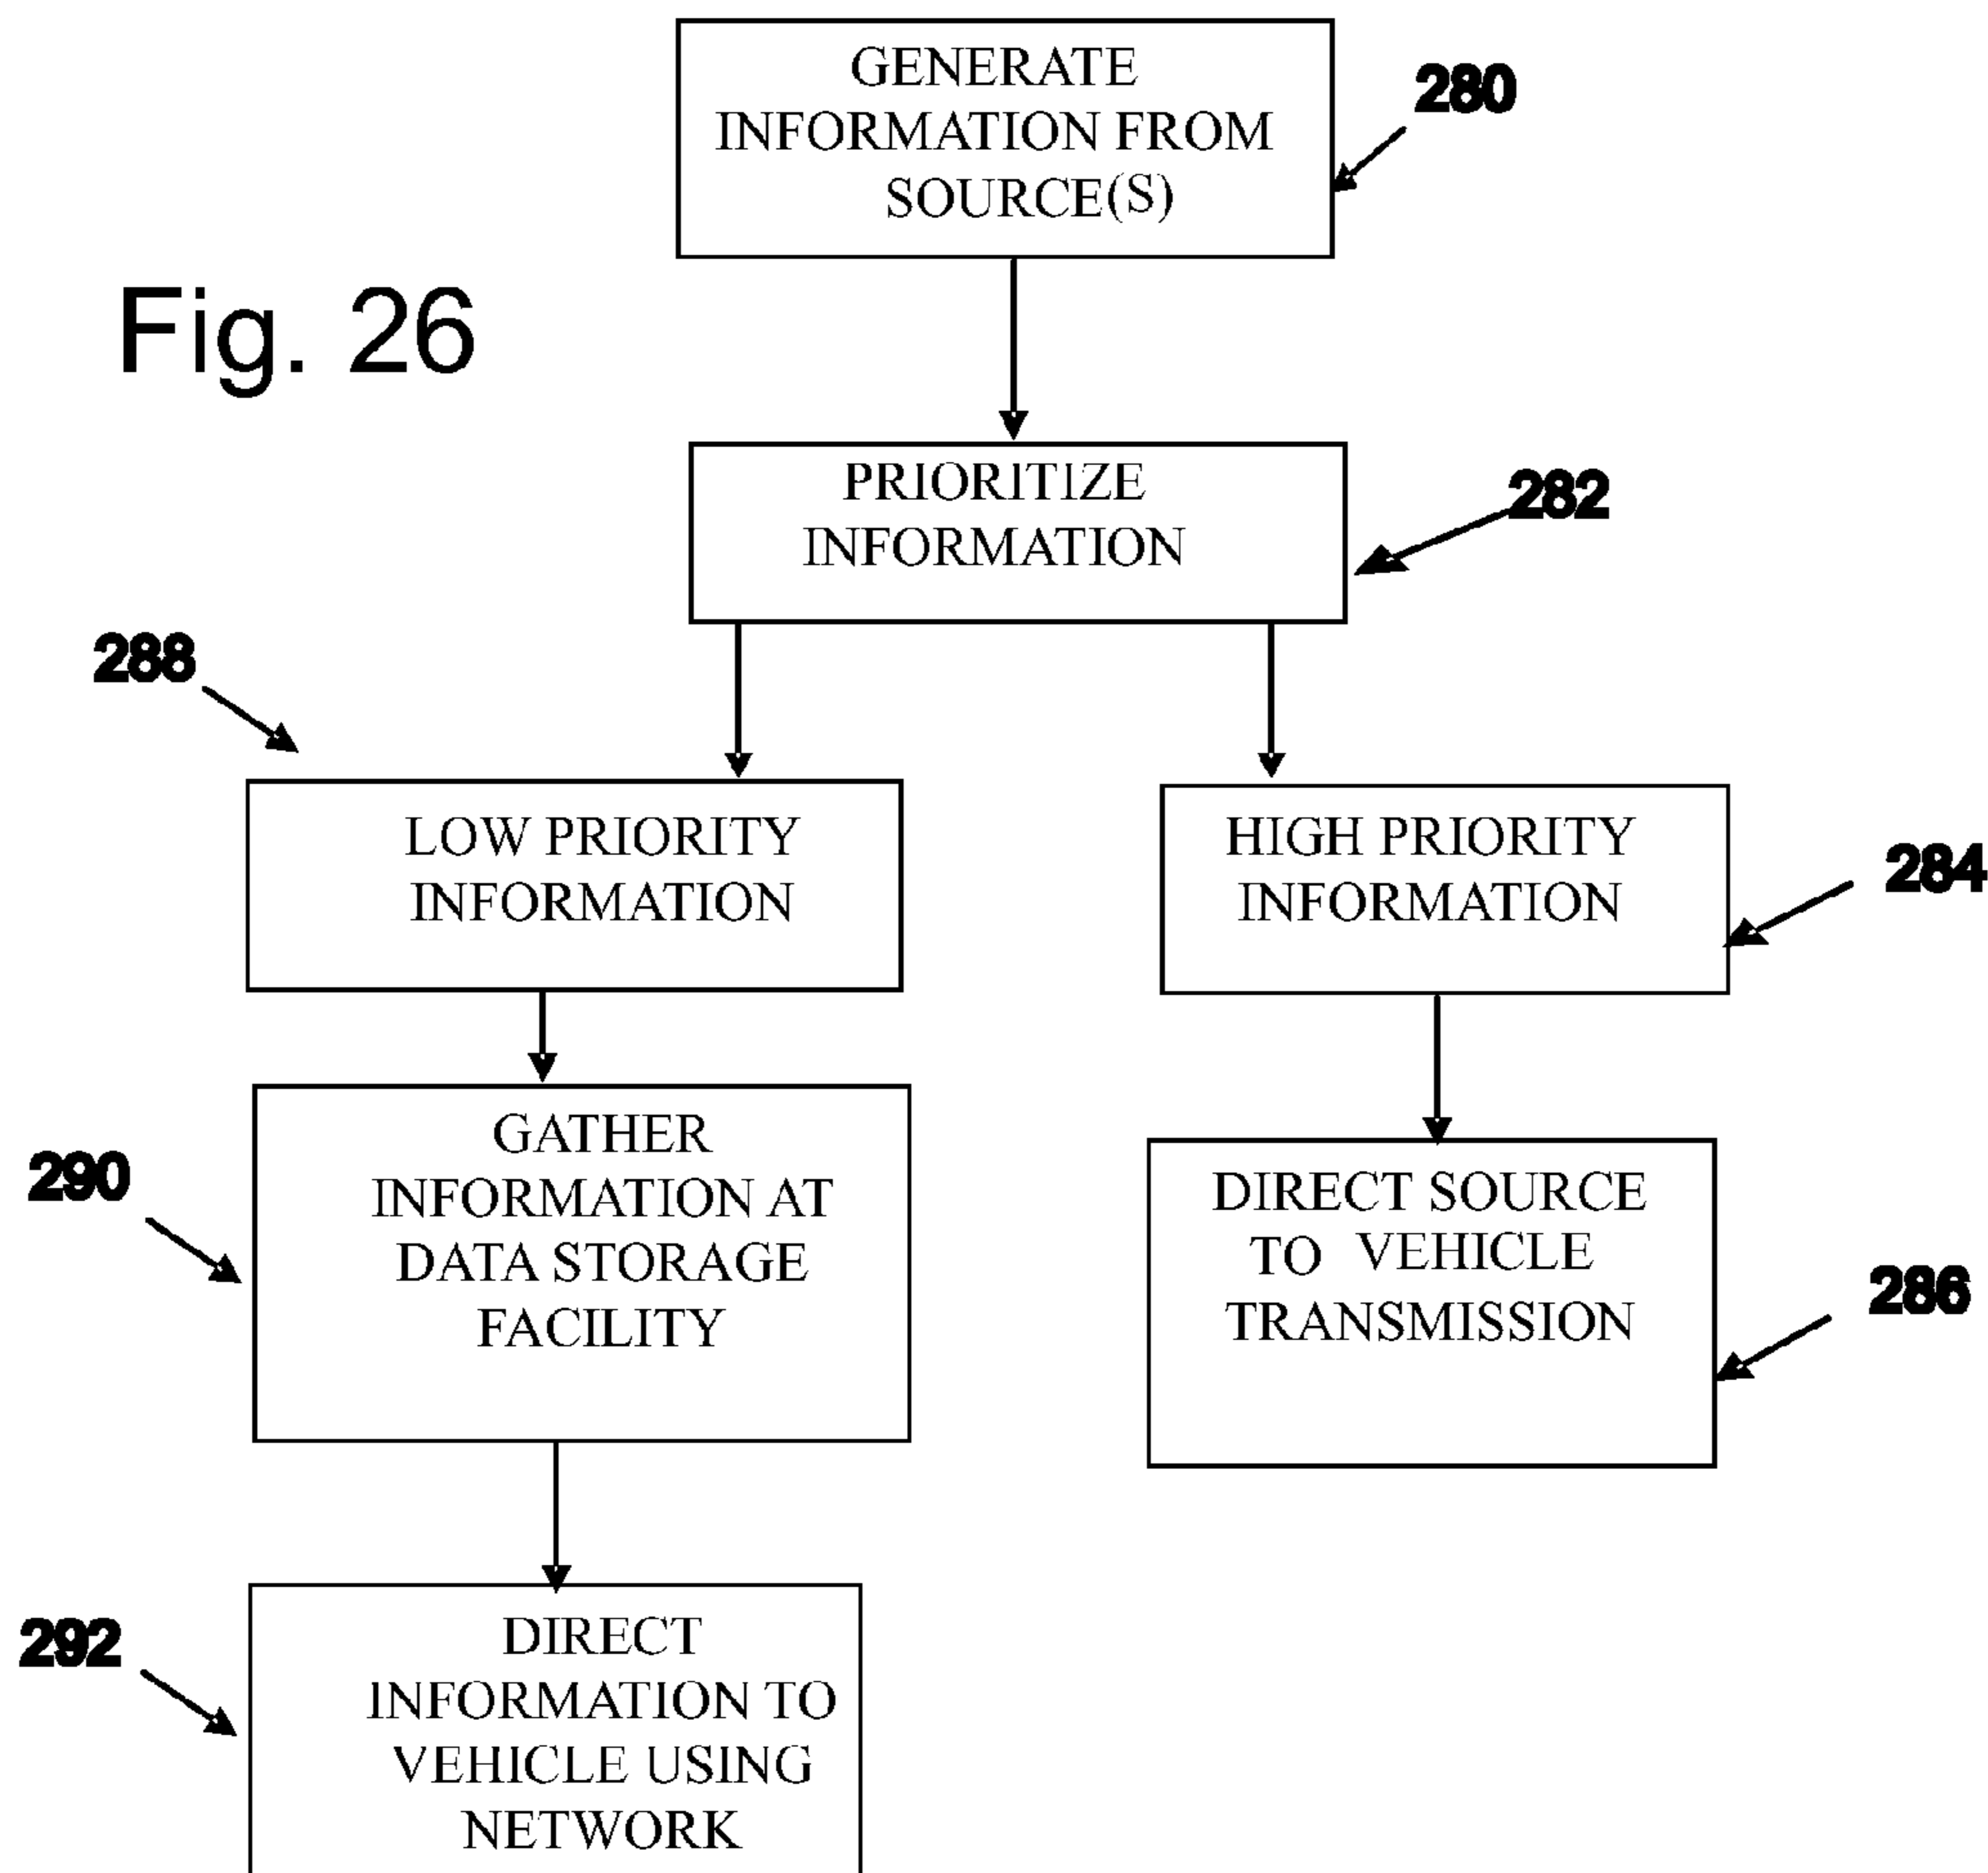 GENERATE
INFORMATION FROM
SOURCE(S)
280
Fig. 26
PRIORITIZE
INFORMATION
282
288
LOW PRIORITY
INFORMATION
HIGH PRIORITY
INFORMATION
284
290
GATHER
INFORMATION AT
DATA STORAGE
FACILITY
DIRECT SOURCE
TO VEHICLE
TRANSMISSION
286
292
DIRECT
INFORMATION TO
VEHICLE USING
NETWORK